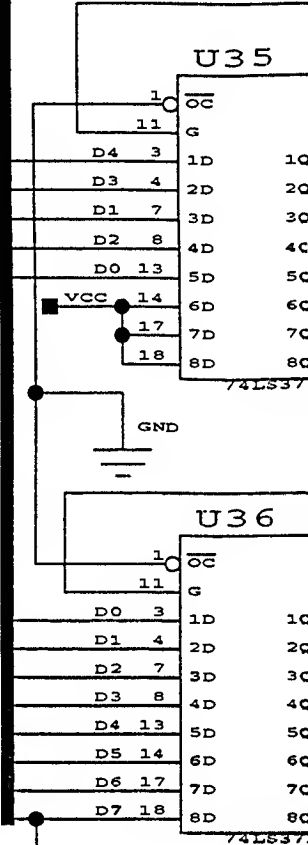 U35
1 OC
11 G
D4 3 1D 1Q
D3 4 2D 2Q
D1 7 3D 3Q
D2 8 4D 4Q
D0 13 5D 5Q
VCC 14 6D 6Q
17 7D 7Q
18 8D 8Q
74LS37
GND
U36
1 OC
11 G
D0 3 1D 1Q
D1 4 2D 2Q
D2 7 3D 3Q
D3 8 4D 4Q
D4 13 5D 5Q
D5 14 6D 6Q
D6 17 7D 7Q
D7 18 8D 8Q
74LS37